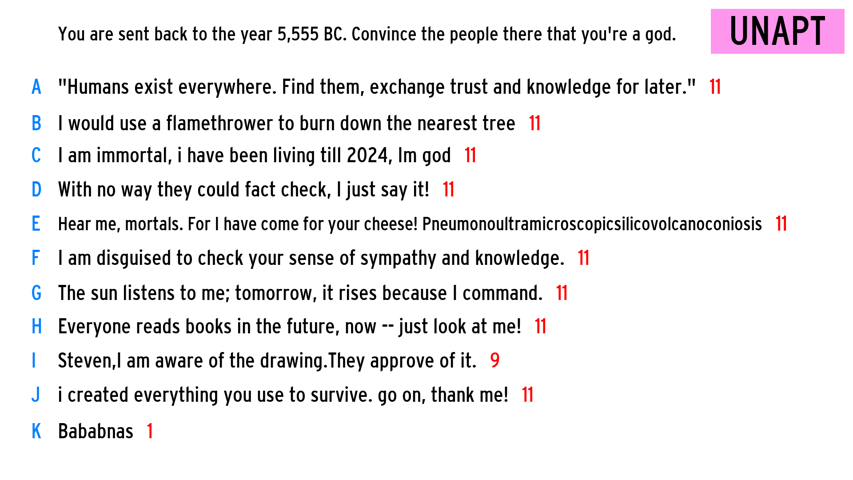 You are sent back to the year 5,555 BC. Convince the people there that you're a god.
UNAPT
A "Humans exist everywhere. Find them, exchange trust and knowledge for later." 11
B I would use a flamethrower to burn down the nearest tree 11
C I am immortal, i have been living till 2024, Im god 11
D With no way they could fact check, I just say it! 11
E Hear me, mortals. For I have come for your cheese! Pneumonoultramicroscopicsilicovolcanoconiosis 11
F I am disguised to check your sense of sympathy and knowledge. 11
G The sun listens to me; tomorrow, it rises because I command. 11
H Everyone reads books in the future, now -- just look at me! 11
I Steven,I am aware of the drawing.They approve of it. 9
J i created everything you use to survive. go on, thank me! 11
K Bababnas 1